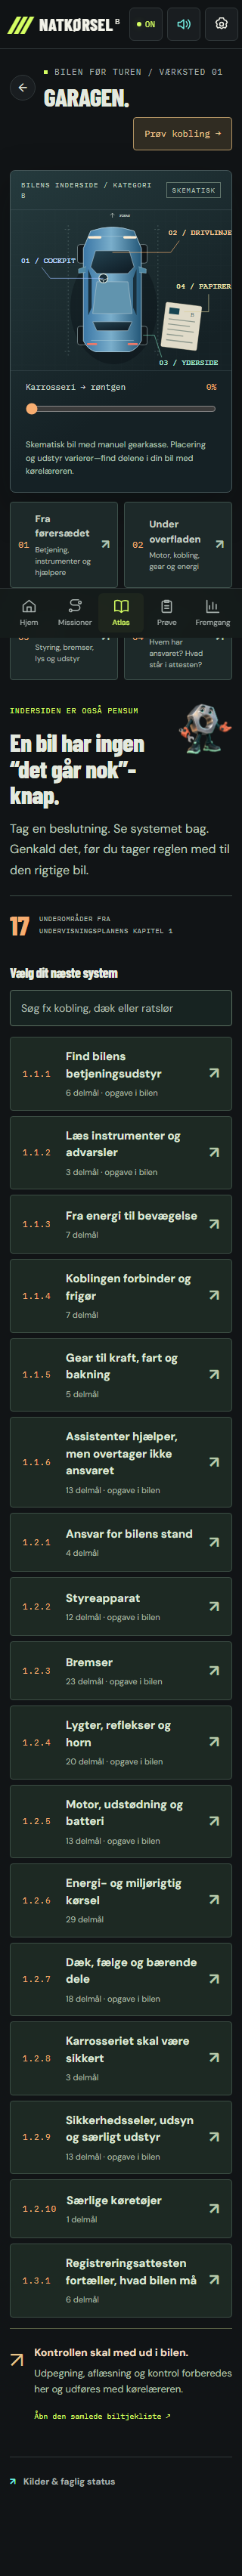 NATKØRSEL B
ON
BILEN FØR TUREN / VÆRKSTED 01
GARAGEN.
Prøv kobling →
BILENS INDERSIDE / KATEGORI
B
SKEMATISK
02 / DRIVLINJE
01 / COCKPIT
04 / PAPIRER
03 / YDERSIDE
Karrosseri → røntgen
0%
Skematisk bil med manuel gearkasse. Placering
og udstyr varierer—find delene i din bil med
kørelæreren.
01
Fra
førersædet
Betjening,
instrumenter og
hjælpere
02
Under
overfladen
Motor, kobling,
gear og energi
Hjem
Missioner
Atlas
Prøve
Fremgang
Styring, bremser,
lys og udstyr
Hvem har
ansvaret? Hvad
står i attesten?
INDERSIDEN ER OGSÅ PENSUM
En bil har ingen
“det går nok”-
knap.
Tag en beslutning. Se systemet bag.
Genkald det, før du tager reglen med til
den rigtige bil.
17
UNDEROMRÅDER FRA
UNDERVISNINGSPLANENS KAPITEL 1
Vælg dit næste system
Søg fx kobling, dæk eller ratslør
1.1.1
Find bilens
betjeningsudstyr
6 delmål · opgave i bilen
1.1.2
Læs instrumenter og
advarsler
3 delmål · opgave i bilen
1.1.3
Fra energi til bevægelse
7 delmål
1.1.4
Koblingen forbinder og
frigør
7 delmål
1.1.5
Gear til kraft, fart og
bakning
5 delmål
1.1.6
Assistenter hjælper,
men overtager ikke
ansvaret
13 delmål · opgave i bilen
1.2.1
Ansvar for bilens stand
4 delmål
1.2.2
Styreapparat
12 delmål · opgave i bilen
1.2.3
Bremser
23 delmål · opgave i bilen
1.2.4
Lygter, reflekser og
horn
20 delmål · opgave i bilen
1.2.5
Motor, udstødning og
batteri
13 delmål · opgave i bilen
1.2.6
Energi- og miljørigtig
kørsel
29 delmål
1.2.7
Dæk, fælge og bærende
dele
18 delmål · opgave i bilen
1.2.8
Karrosseriet skal være
sikkert
3 delmål
1.2.9
Sikkerhedsseler, udsyn
og særligt udstyr
13 delmål · opgave i bilen
1.2.10
Særlige køretøjer
1 delmål
1.3.1
Registreringsattesten
fortæller, hvad bilen må
6 delmål
Kontrollen skal med ud i bilen.
Udpegning, aflæsning og kontrol forberedes
her og udføres med kørelæreren.
Åbn den samlede biltjekliste ↗
Kilder & faglig status